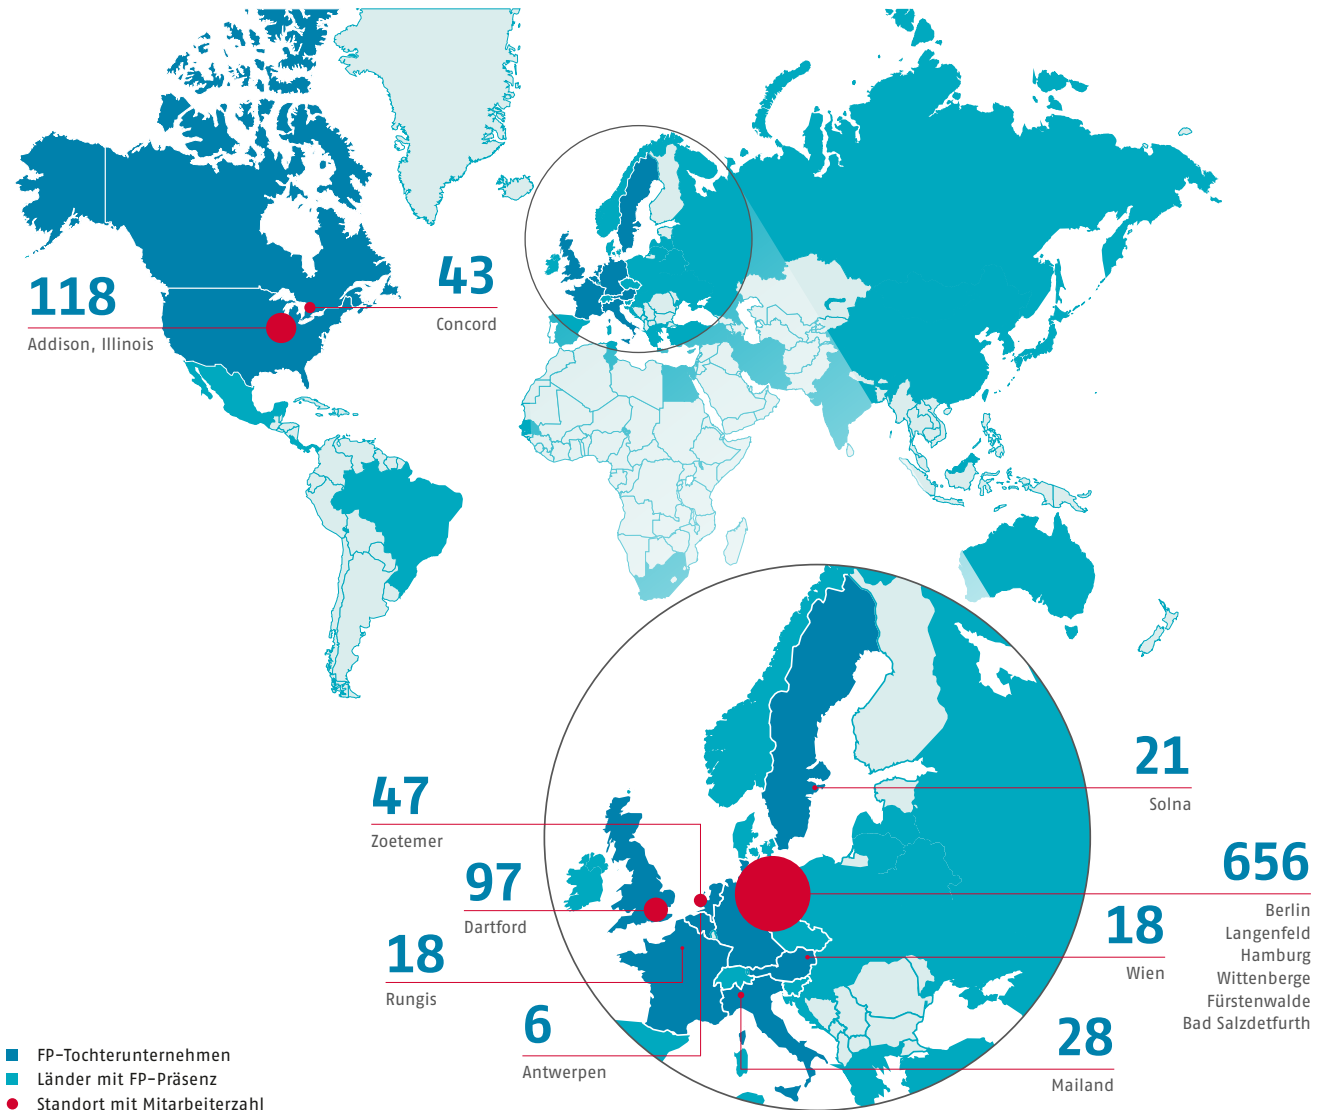 118
Addison, Illinois
43
Concord
47
Zoetemer
97
Dartford
18
Rungis
6
Antwerpen
21
Solna
656
Berlin
Langenfeld
Hamburg
Wittenberge
Fürstenwalde
Bad Salzdetfurth
18
Wien
28
Mailand
FP-Tochterunternehmen
Länder mit FP-Präsenz
Standort mit Mitarbeiterzahl